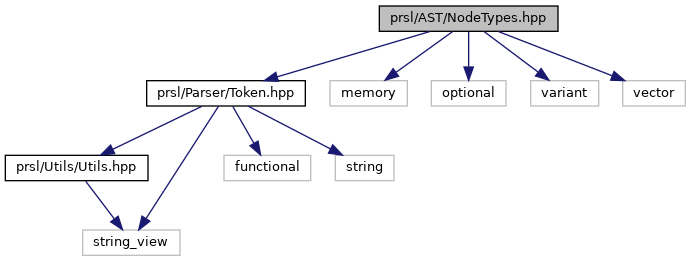 prsl/AST/NodeTypes.hpp
prsl/Parser/Token.hpp
memory
optional
variant
vector
prsl/Utils/Utils.hpp
functional
string
string_view